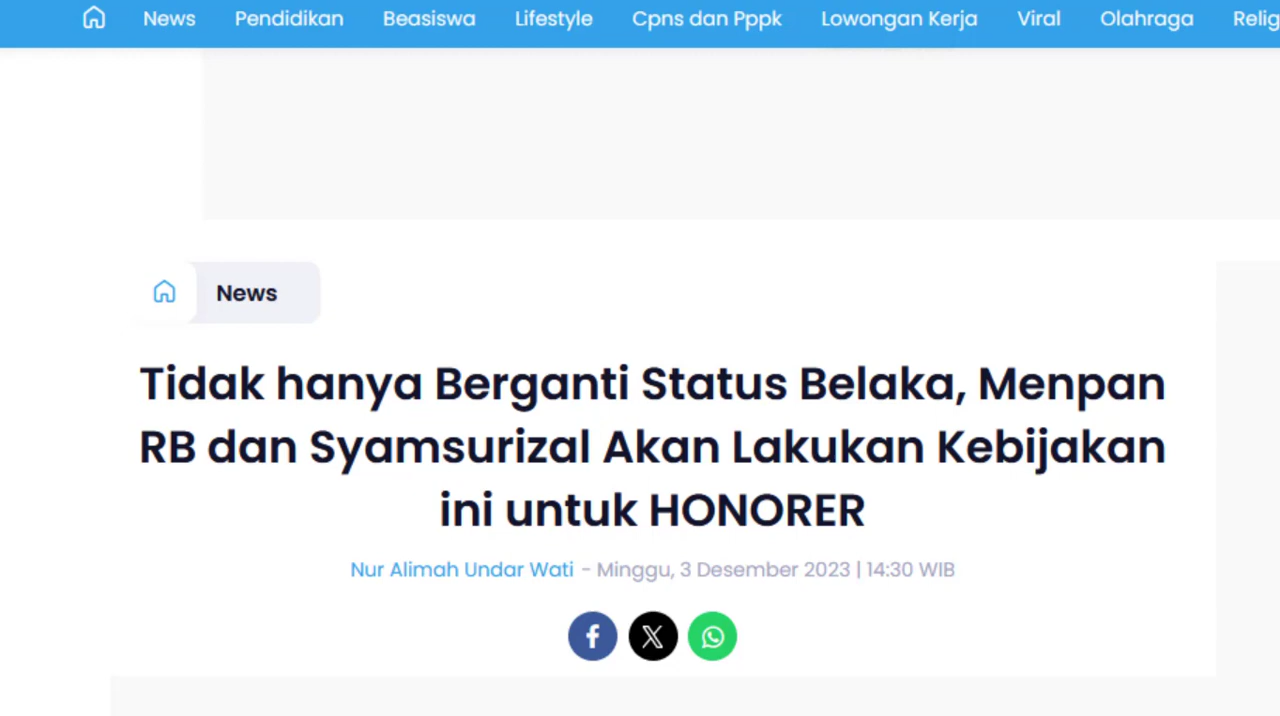 News Pendidikan Beasiswa Lifestyle Cpns dan Pppk Lowongan Kerja Viral Olahraga Relig
News
Tidak hanya Berganti Status Belaka, Menpan
RB dan Syamsurizal Akan Lakukan Kebijakan
ini untuk HONORER
Nur Alimah Undar Wati - Minggu, 3 Desember 2023 | 14:30 WIB